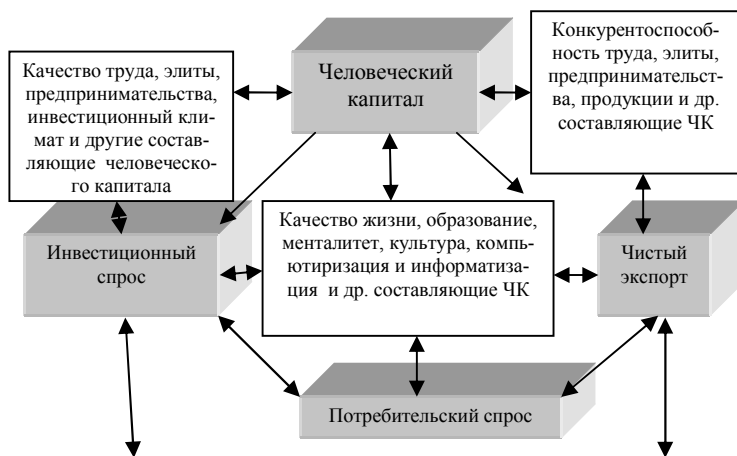 Качество труда, элиты,
предпринимательства,
инвестиционный кли-
мат и другие состав-
ляющие человеческо-
го капитала
Человеческий
капитал
Конкурентоспособ-
ность труда, элиты,
предпринимательст-
ва, продукции и др.
составляющие ЧК
Инвестиционный
спрос
Качество жизни, образование,
менталитет, культура, компь-
ютиризация и информатиза-
ция и др. составляющие ЧК
Чистый
экспорт
Потребительский спрос